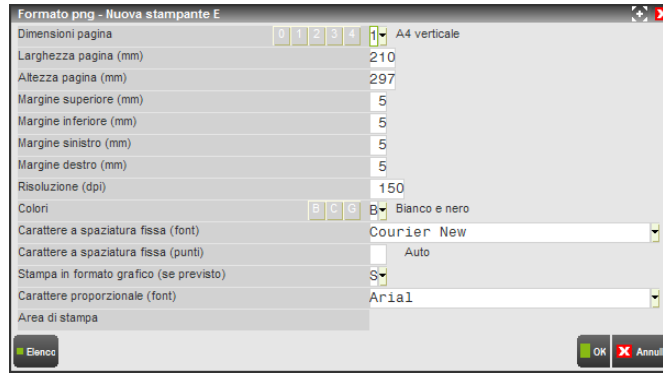 Formato png - Nuova stampante E
Dimensioni pagina 0 1 2 3 4 1 A4 verticale
Larghezza pagina (mm) 210
Altezza pagina (mm) 297
Margine superiore (mm) 5
Margine inferiore (mm) 5
Margine sinistro (mm) 5
Margine destro (mm) 5
Risoluzione (dpi) 150
Colori B C G B Bianco e nero
Carattere a spaziatura fissa (font) Courier New
Carattere a spaziatura fissa (punti) Auto
Stampa in formato grafico (se previsto) S
Carattere proporzionale (font) Arial
Area di stampa
Elenco OK Annull